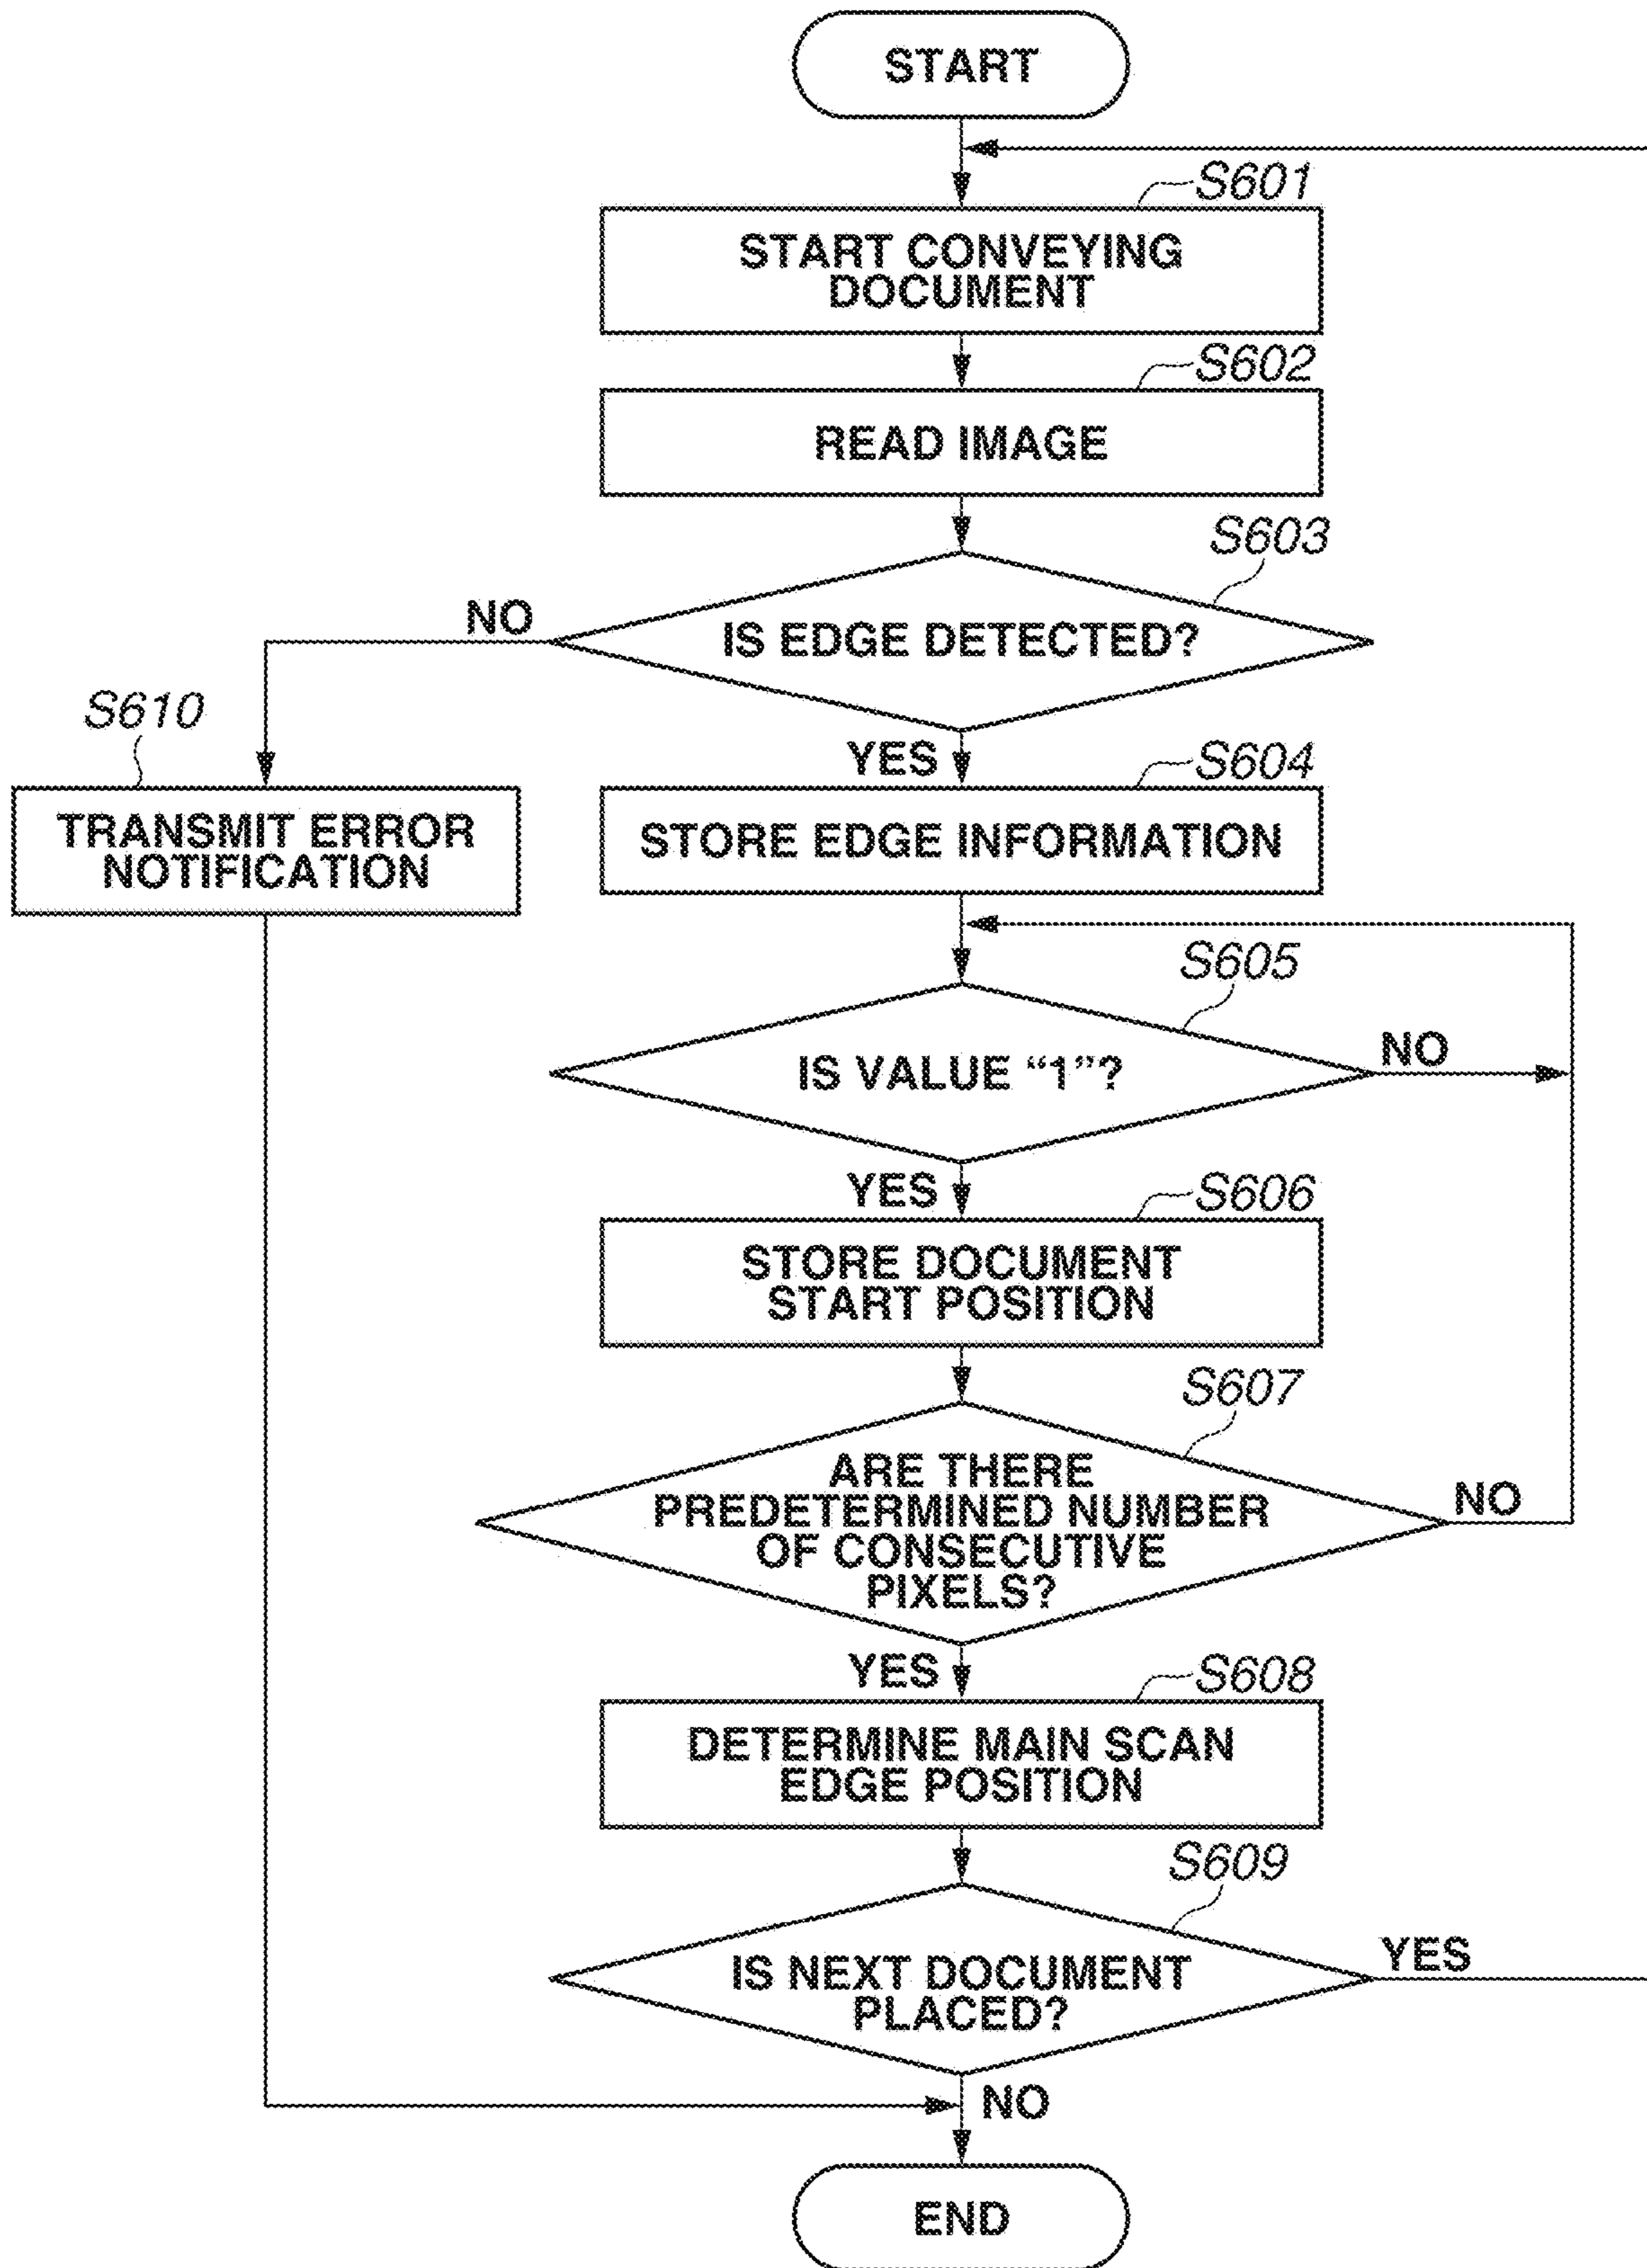 START
S601
START CONVEYING
DOCUMENT
S602
READ IMAGE
S603
NO
IS EDGE DETECTED?
S610
YES
S604
TRANSMIT ERROR
NOTIFICATION
STORE EDGE INFORMATION
S605
NO
IS VALUE “1”?
YES
S606
STORE DOCUMENT
START POSITION
S607
ARE THERE
PREDETERMINED NUMBER
OF CONSECUTIVE
PIXELS?
NO
YES
S608
DETERMINE MAIN SCAN
EDGE POSITION
S609
YES
IS NEXT DOCUMENT
PLACED?
NO
END